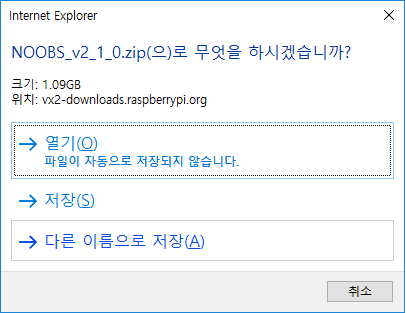 Internet Explorer
NOOBS_v2_1_0.zip(으)로 무엇을 하시겠습니까?
크기: 1.09GB
위치: vx2-downloads.raspberrypi.org
열기(O)
파일이 자동으로 저장되지 않습니다.
저장(S)
다른 이름으로 저장(A)
취소